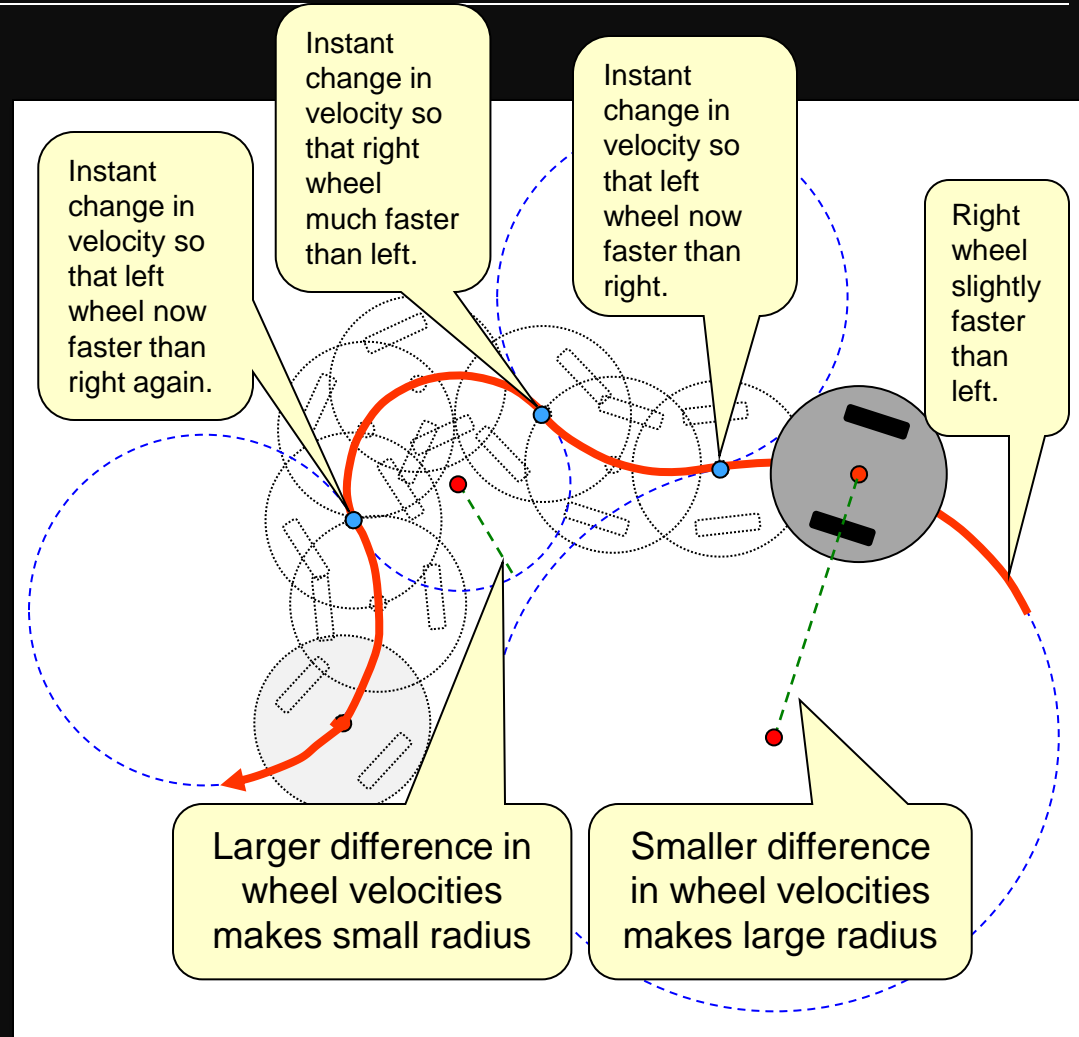 Instant
change in
velocity so
that left
wheel now
faster than
right again.
Instant
change in
velocity so
that right
wheel
much faster
than left.
Instant
change in
velocity so
that left
wheel now
faster than
right.
Right
wheel
slightly
faster
than
left.
Larger difference in
wheel velocities
makes small radius
Smaller difference
in wheel velocities
makes large radius